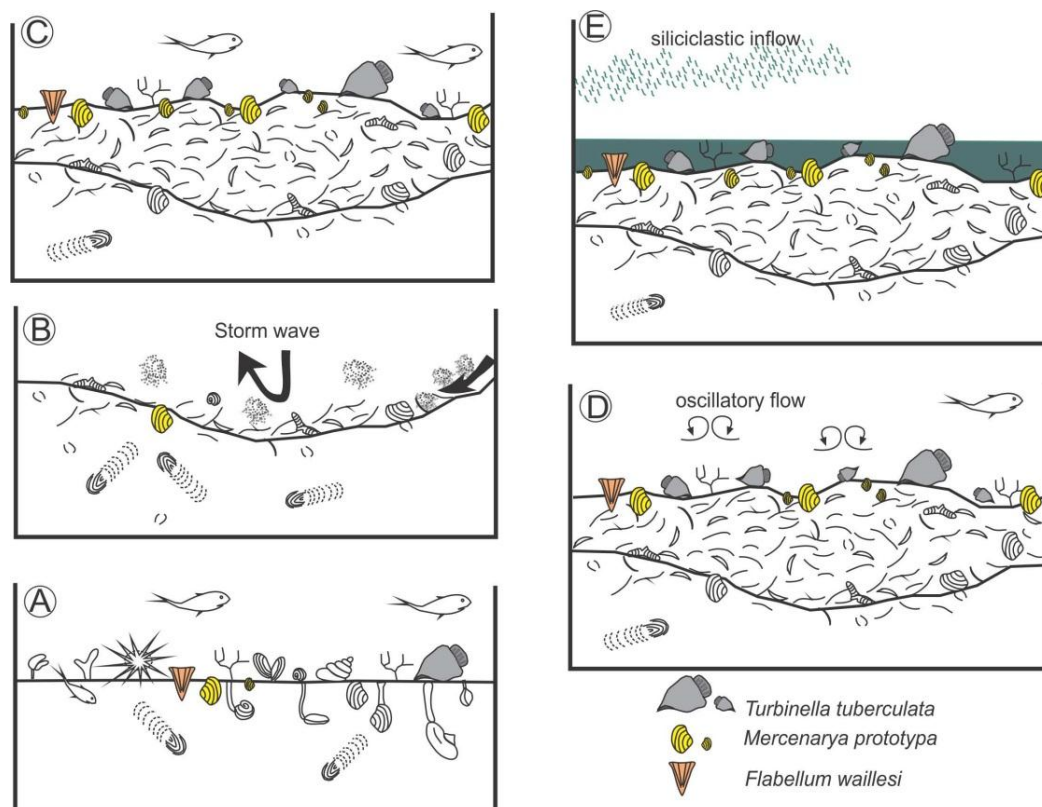 C
B
Storm wave
A
E
siliciclastic inflow
D
oscillatory flow
Turbinella tuberculata
Mercenarya prototypa
Flabellum waillesi